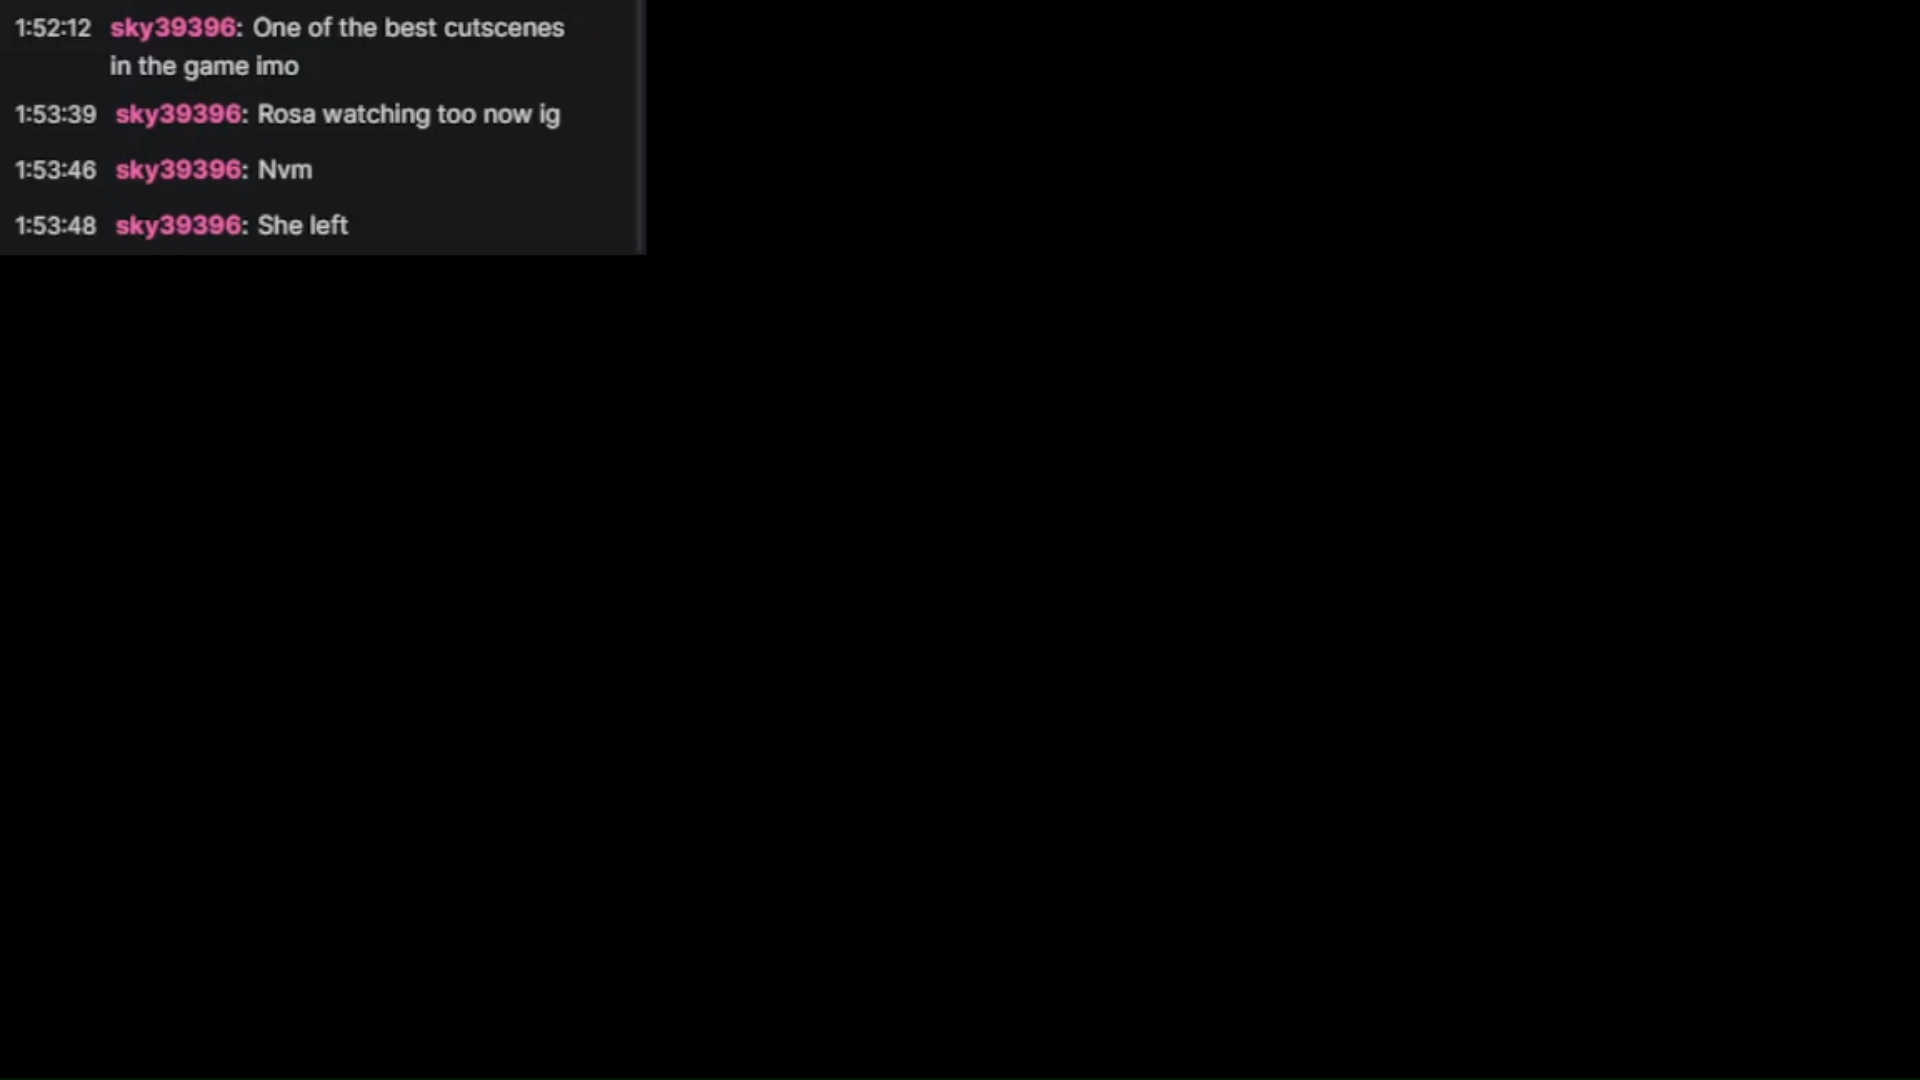 1:52:12 sky39396: One of the best cutscenes
in the game imo
1:53:39 sky39396: Rosa watching too now ig
1:53:46 sky39396: Nvm
1:53:48 sky39396: She left